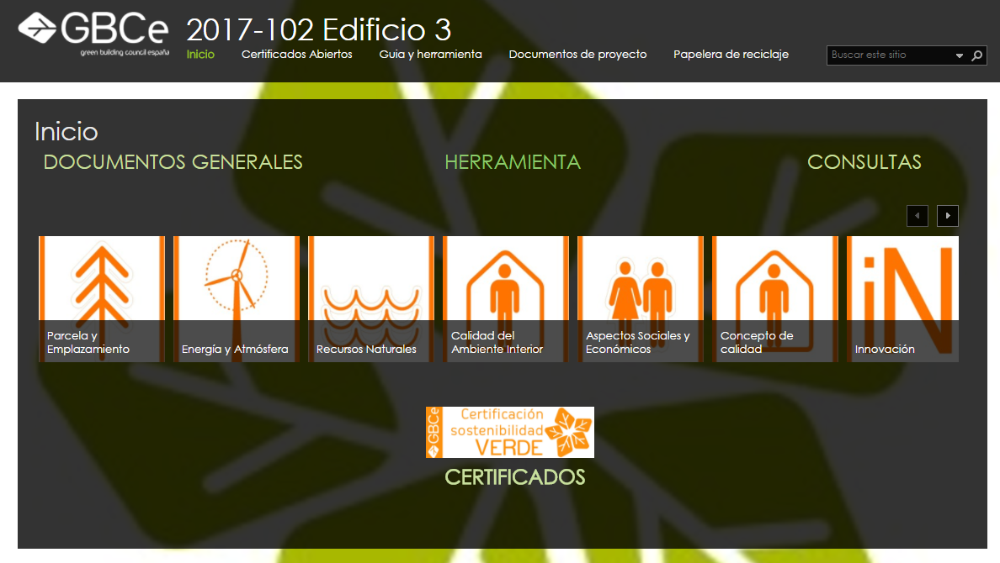 GBCe
green building council españa
2017-102 Edificio 3
Inicio Certificados Abiertos Guia y herramienta Documentos de proyecto Papelera de reciclaje
Buscar este sitio
Inicio
DOCUMENTOS GENERALES HERRAMIENTA CONSULTAS
Parcela y
Emplazamiento
Energía y Atmósfera
Recursos Naturales
Calidad del
Ambiente Interior
Aspectos Sociales y
Económicos
Concepto de
calidad
iN
Innovación
GBCe
Certificación
sostenibilidad
VERDE
CERTIFICADOS